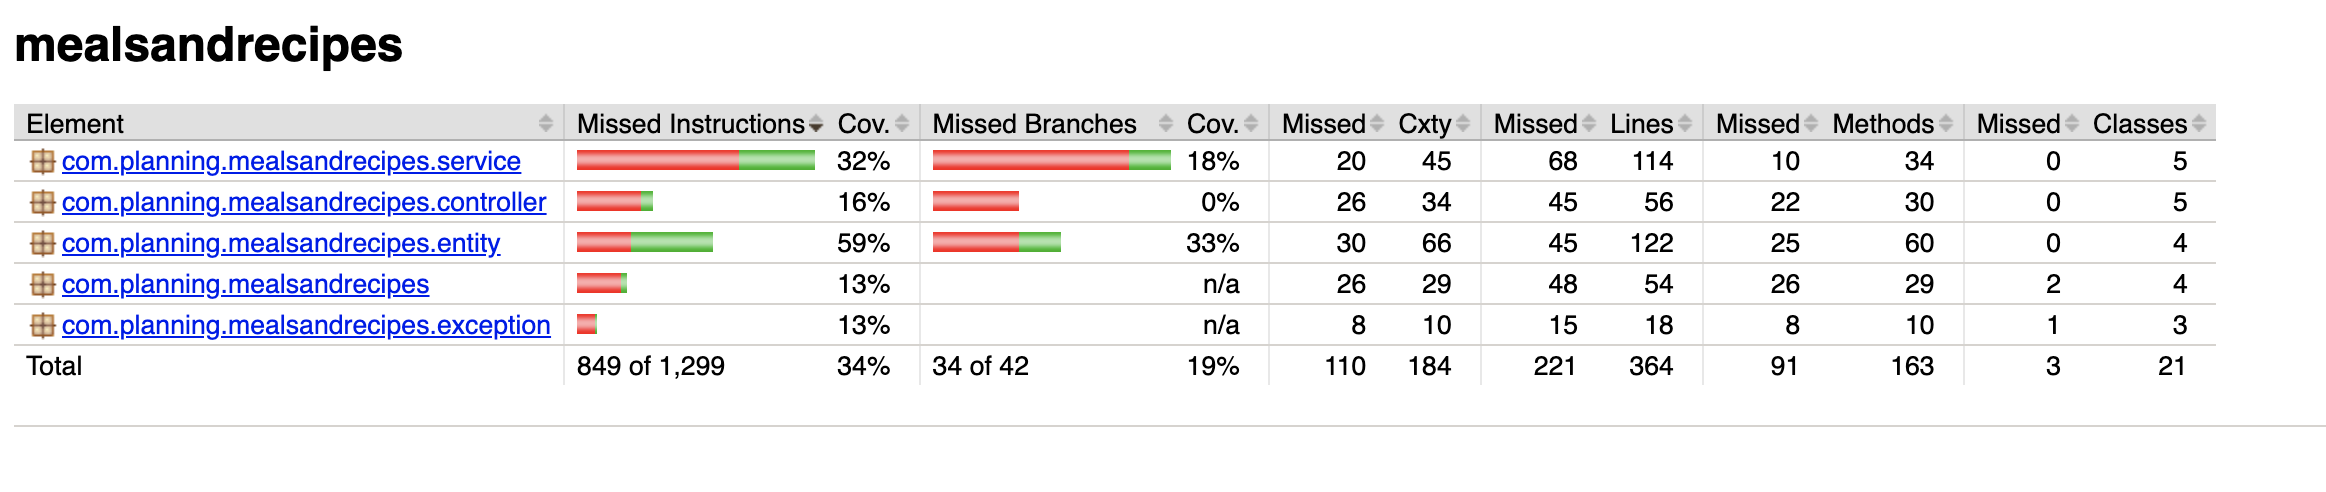 mealsandrecipes
Element Missed Instructions Cov. Missed Branches Cov. Missed Cxty Missed Lines Missed Methods Missed Classes
com.planning.mealsandrecipes.service 32% 18% 20 45 68 114 10 34 0 5
com.planning.mealsandrecipes.controller 16% 0% 26 34 45 56 22 30 0 5
com.planning.mealsandrecipes.entity 59% 33% 30 66 45 122 25 60 0 4
com.planning.mealsandrecipes 13% n/a 26 29 48 54 26 29 2 4
com.planning.mealsandrecipes.exception 13% n/a 8 10 15 18 8 10 1 3
Total 849 of 1,299 34% 34 of 42 19% 110 184 221 364 91 163 3 21